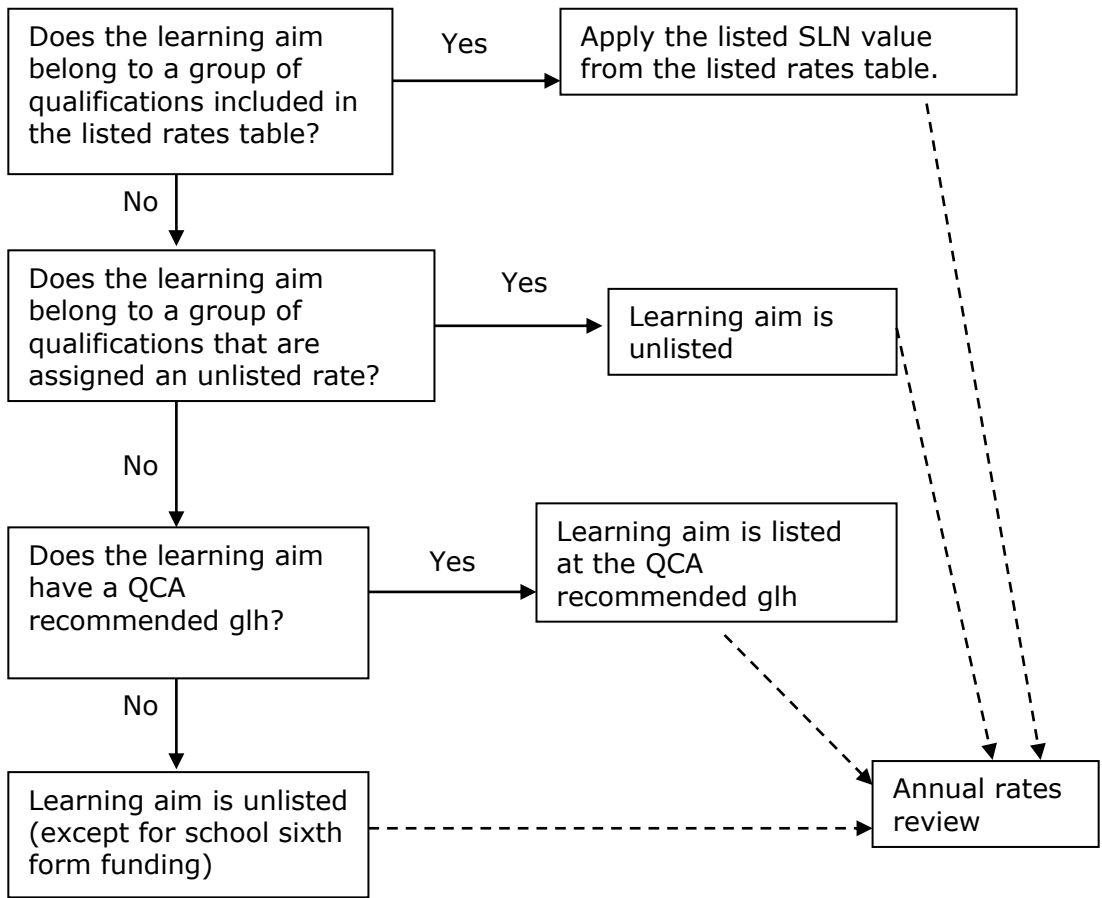 Does the learning aim
belong to a group of
qualifications included in
the listed rates table?
Yes
Apply the listed SLN value
from the listed rates table.
No
Does the learning aim
belong to a group of
qualifications that are
assigned an unlisted rate?
Yes
Learning aim is
unlisted
No
Does the learning aim
have a QCA
recommended glh?
Yes
Learning aim is listed
at the QCA
recommended glh
No
Learning aim is unlisted
(except for school sixth
form funding)
Annual rates
review